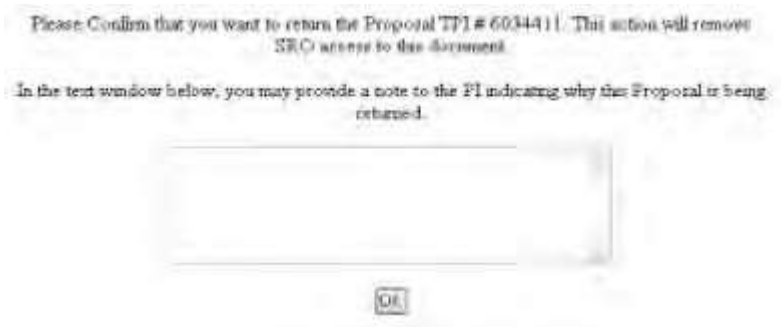 Please Confirm that you want to return the Proposal TPI # 6034411. This action will remove
SRO access to this document.
In the text window below, you may provide a note to the PI indicating why this Proposal is being
returned.
OK